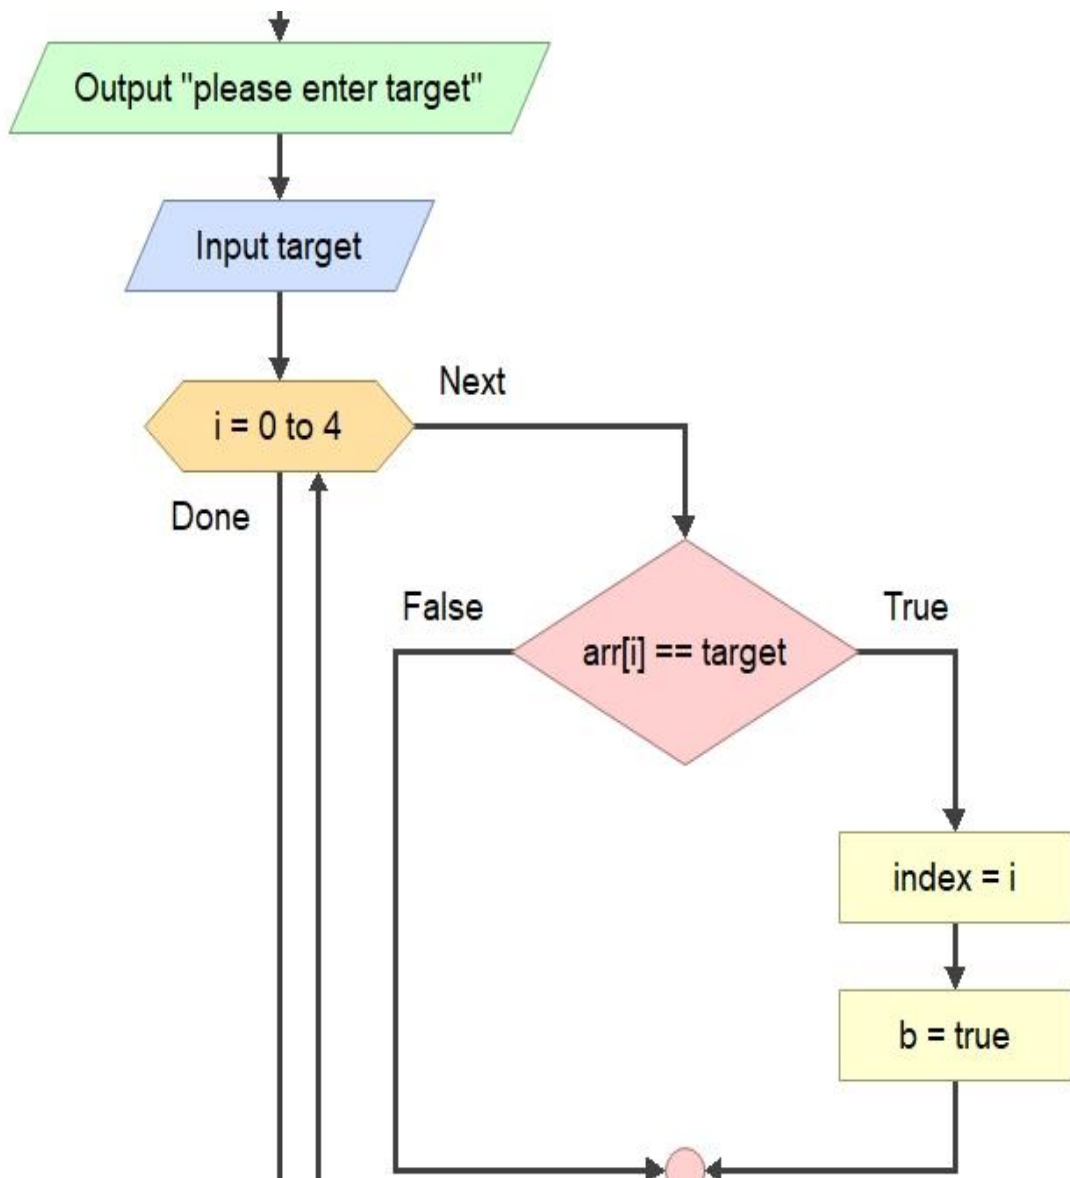 Output "please enter target"
Input target
Next
i = 0 to 4
Done
False
True
arr[i] == target
index = i
b = true